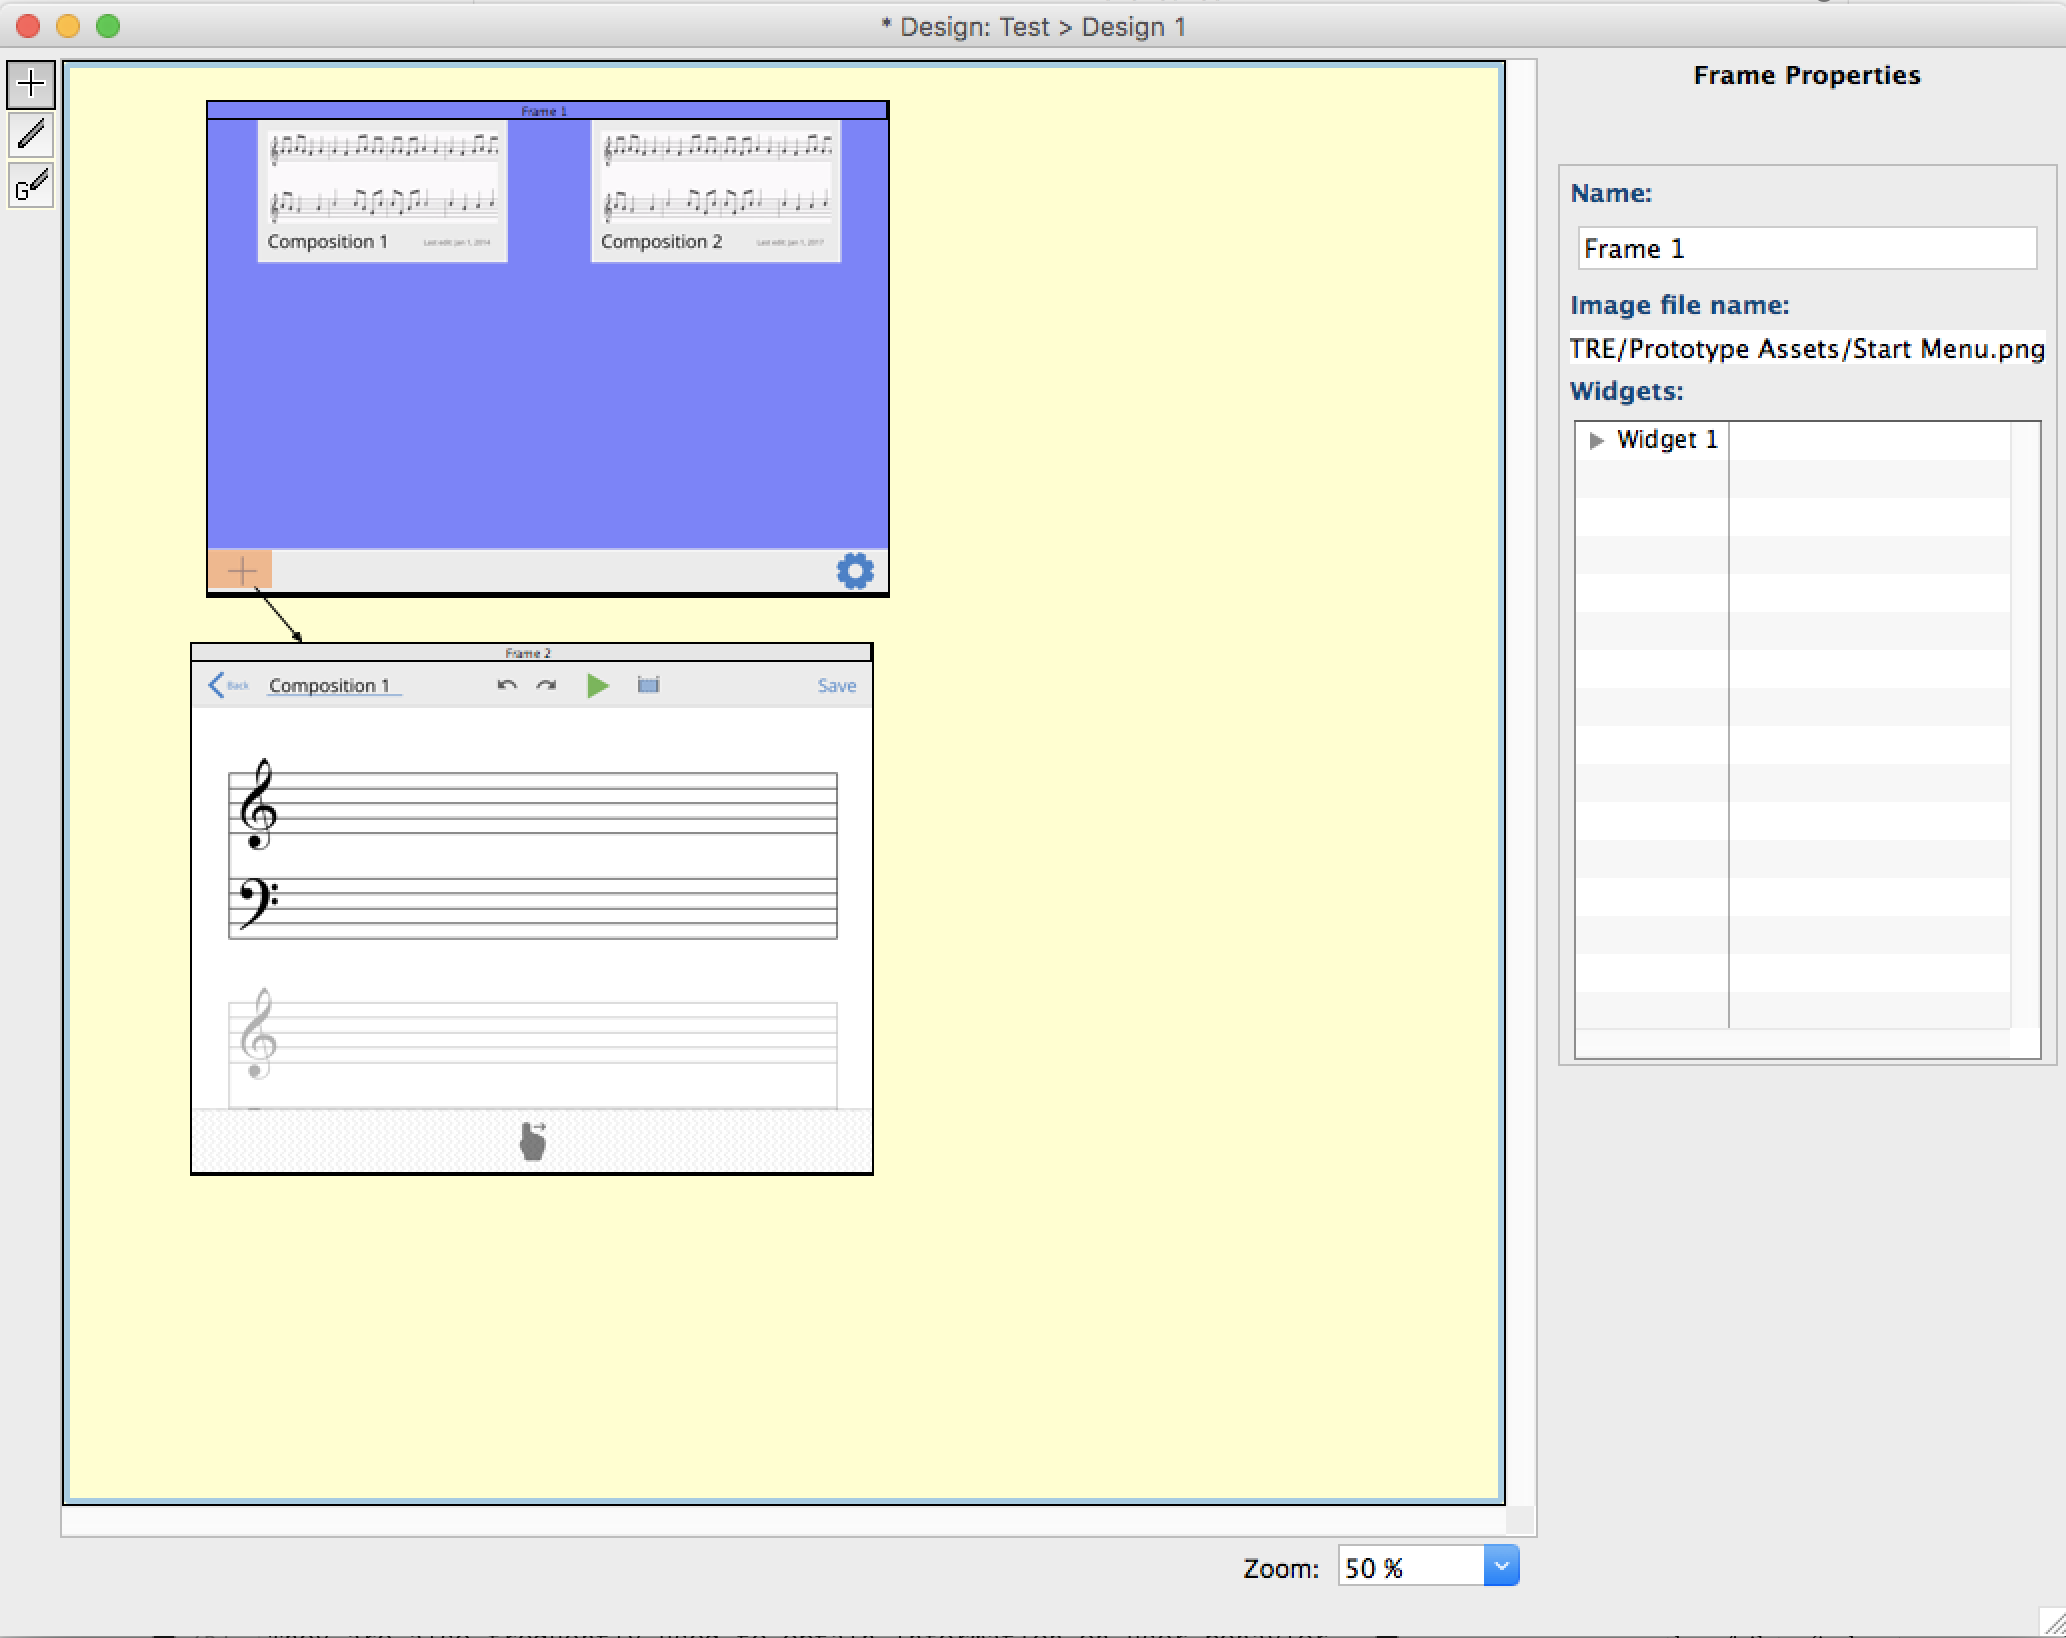 * Design: Test > Design 1
Frame Properties
Frame 1
Name:
Composition 1
Last edit: Jan 1, 2014
Composition 2
Last edit: Jan 1, 2017
Frame 1
Image file name:
TRE/Prototype Assets/Start Menu.png
Widgets:
Widget 1
G
Frame 2
Back
Composition 1
Save
Zoom:
50 %